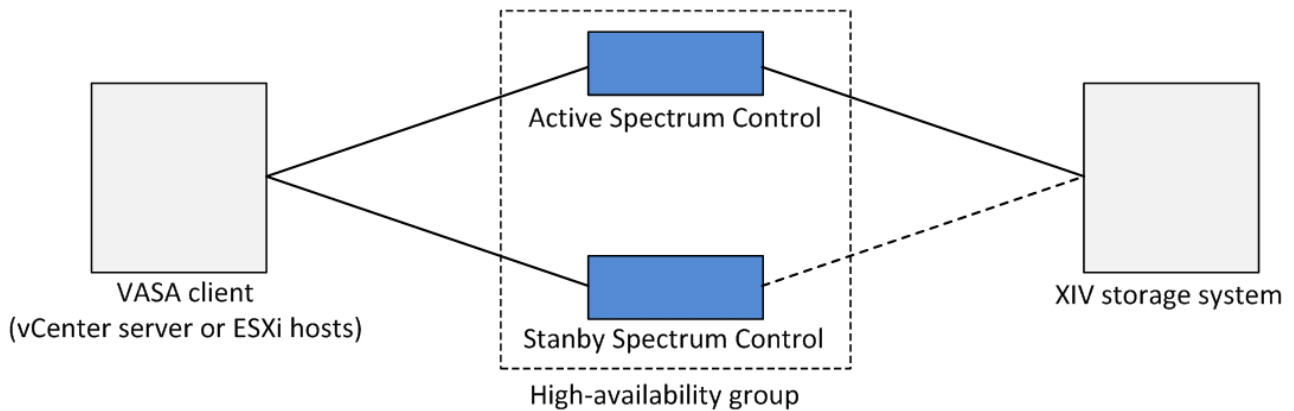 Active Spectrum Control
VASA client
(vCenter server or ESXi hosts)
XIV storage system
Stanby Spectrum Control
High-availability group